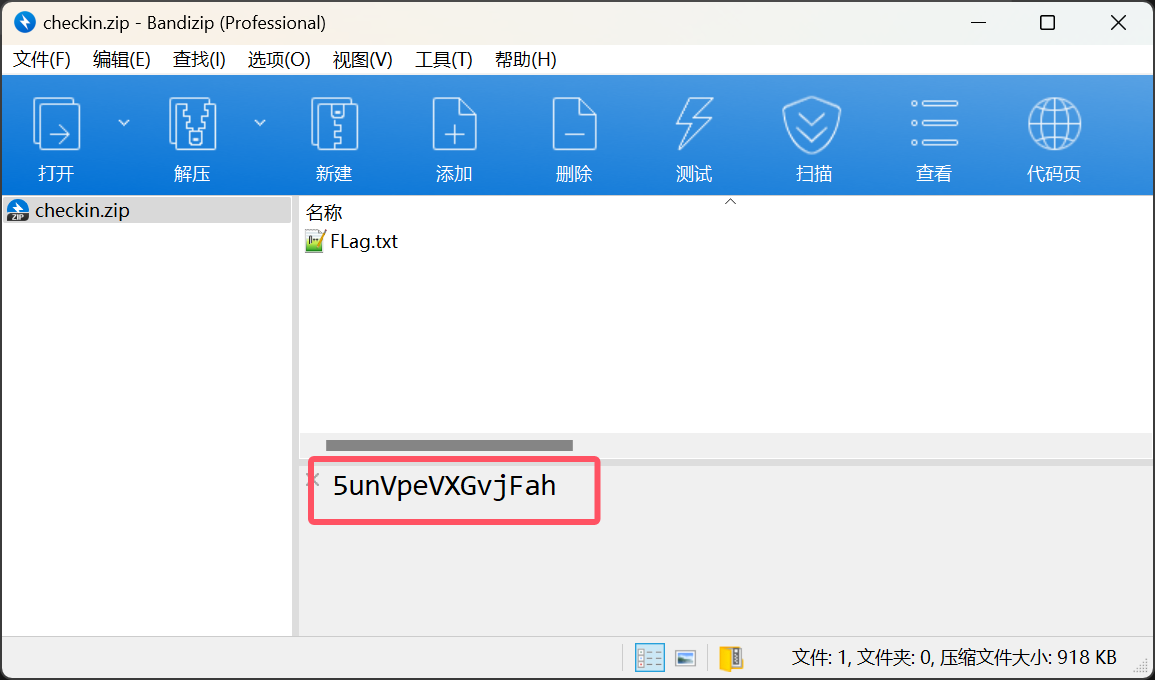 checkin.zip - Bandizip (Professional)
文件(F) 编辑(E) 查找(I) 选项(O) 视图(V) 工具(T) 帮助(H)
打开 解压 新建 添加 删除 测试 扫描 查看 代码页
checkin.zip
名称
FLag.txt
5unVpeVXGvjFah
文件: 1, 文件夹: 0, 压缩文件大小: 918 KB